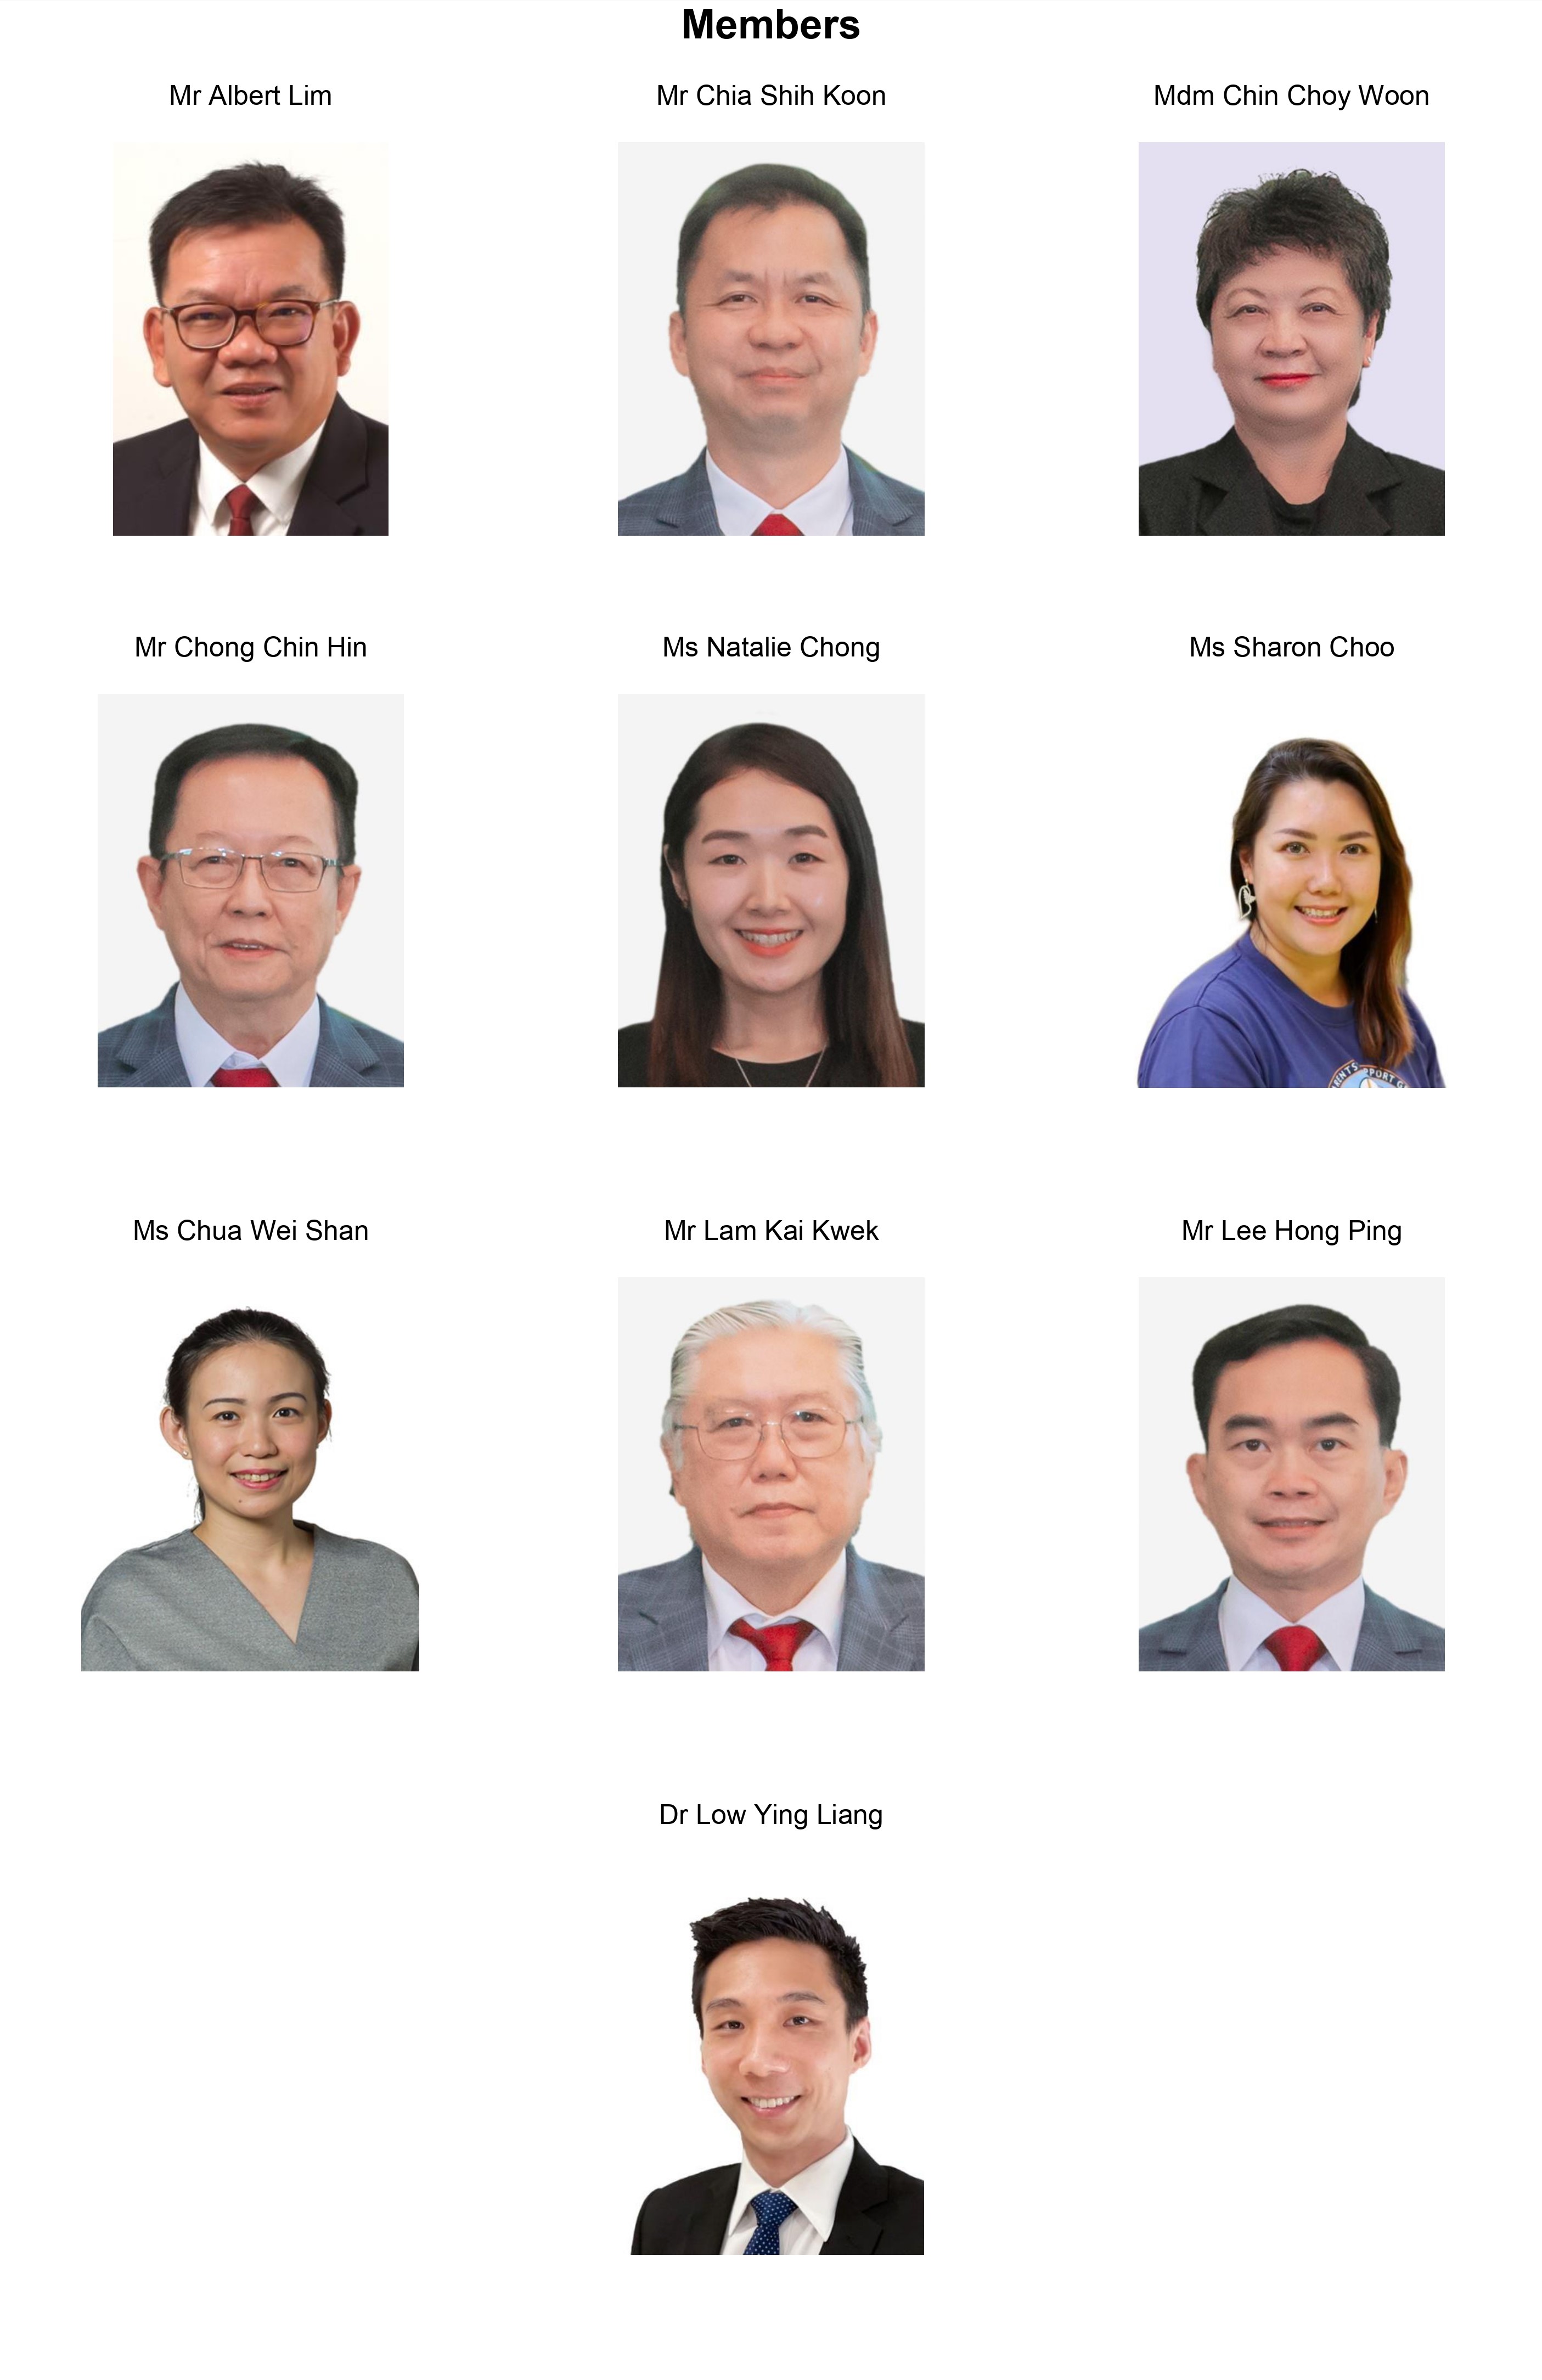 Members
Mr Albert Lim
Mr Chia Shih Koon
Mdm Chin Choy Woon
Mr Chong Chin Hin
Ms Natalie Chong
Ms Sharon Choo
Ms Chua Wei Shan
Mr Lam Kai Kwek
Mr Lee Hong Ping
Dr Low Ying Liang